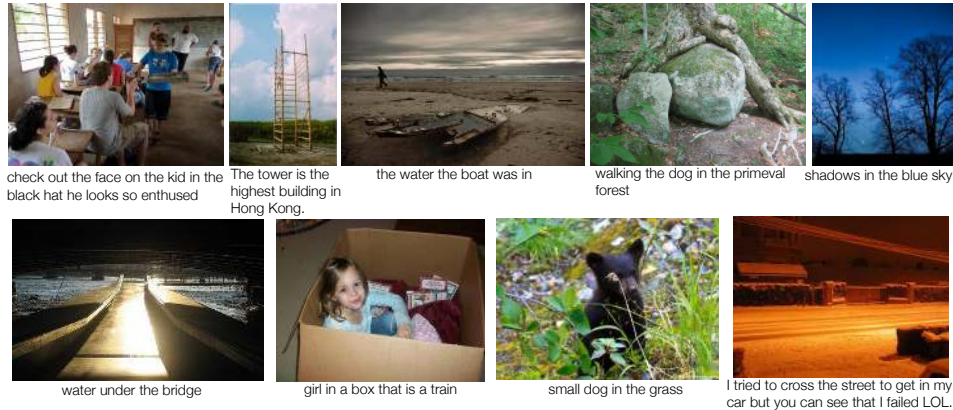 check out the face on the kid in the
black hat he looks so enthused
The tower is the
highest building in
Hong Kong.
the water the boat was in
walking the dog in the primeval
forest
shadows in the blue sky
water under the bridge
girl in a box that is a train
small dog in the grass
I tried to cross the street to get in my
car but you can see that I failed LOL.